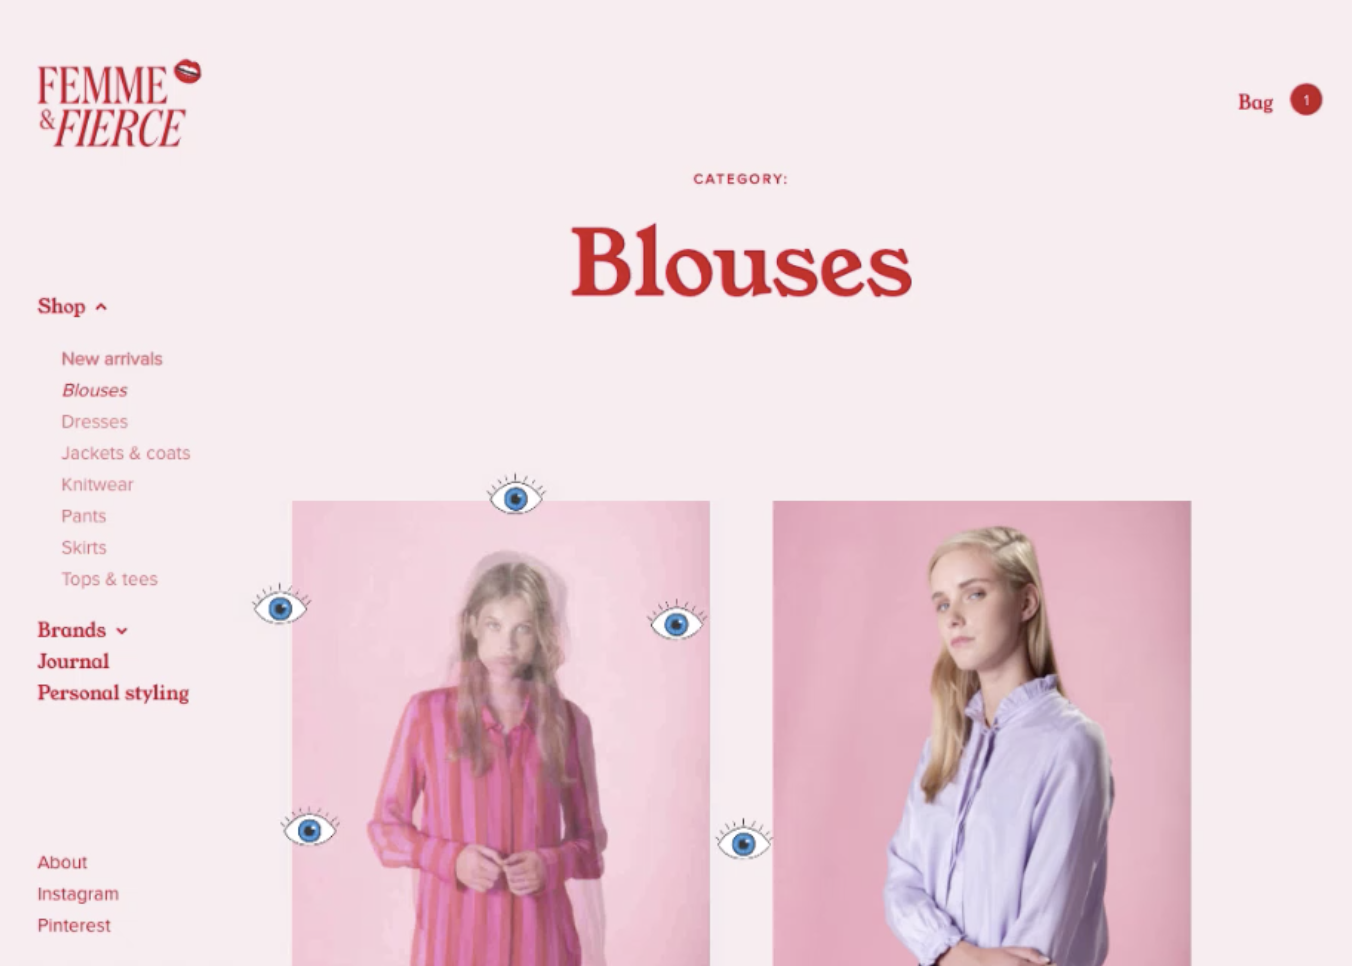 FEMME
&FIERCE
Bag 1
CATEGORY:
Blouses
Shop
New arrivals
Blouses
Dresses
Jackets & coats
Knitwear
Pants
Skirts
Tops & tees
Brands
Journal
Personal styling
About
Instagram
Pinterest